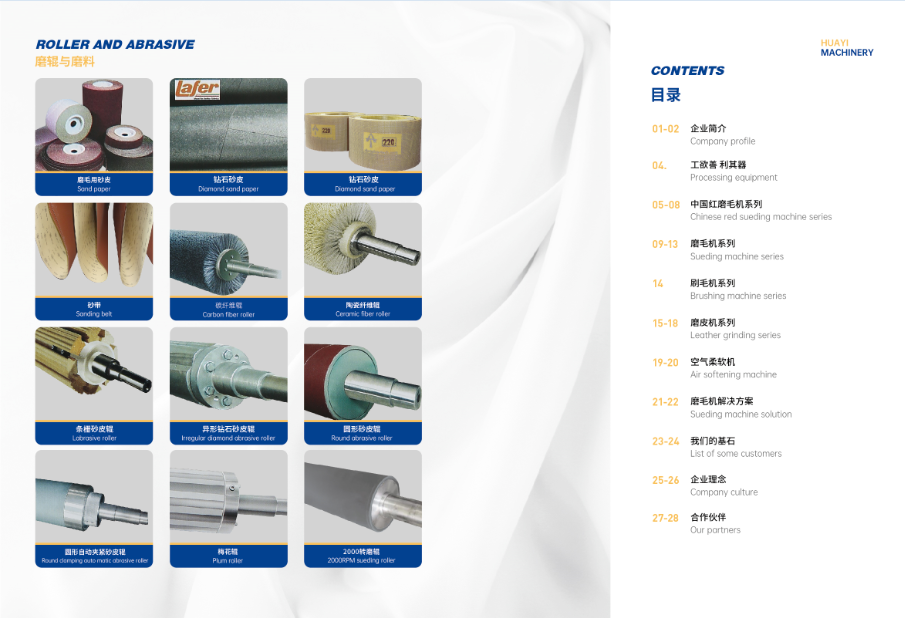 ROLLER AND ABRASIVE
磨辊与磨料
磨毛用砂皮
Sand paper
Lafer
钻石砂皮
Diamond sand paper
220
220
钻石砂皮
Diamond sand paper
砂带
Sanding belt
碳纤维辊
Carbon fiber roller
陶瓷纤维辊
Ceramic fiber roller
条栅砂皮辊
Labrasive roller
异形钻石砂皮辊
Irregular diamond abrasive roller
圆形砂皮辊
Round abrasive roller
圆形自动夹紧砂皮辊
Round clamping auto matic abrasive roller
梅花辊
Plum roller
2000转磨辊
2000RPM sueding roller
HUAYI
MACHINERY
CONTENTS
目录
01-02 企业简介
Company profile
04. 工欲善 利其器
Processing equipment
05-08 中国红磨毛机系列
Chinese red sueding machine series
09-13 磨毛机系列
Sueding machine series
14 刷毛机系列
Brushing machine series
15-18 磨皮机系列
Leather grinding series
19-20 空气柔软机
Air softening machine
21-22 磨毛机解决方案
Sueding machine solution
23-24 我们的基石
List of some customers
25-26 企业理念
Company culture
27-28 合作伙伴
Our partners